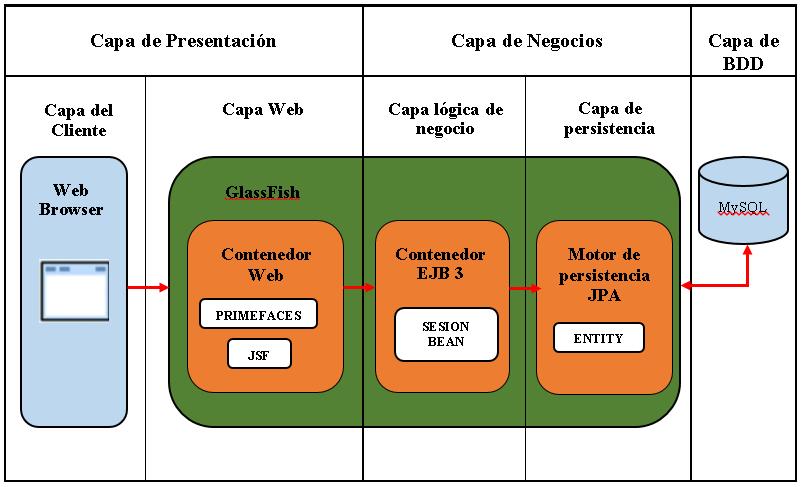 Capa de Presentación
Capa de Negocios
Capa de
BDD
Capa del
Cliente
Capa Web
Capa lógica de
negocio
Capa de
persistencia
Web
Browser
GlassFish
Contenedor
Web
PRIMEFACES
JSF
Contenedor
EJB 3
SESION
BEAN
Motor de
persistencia
JPA
ENTITY
MySQL